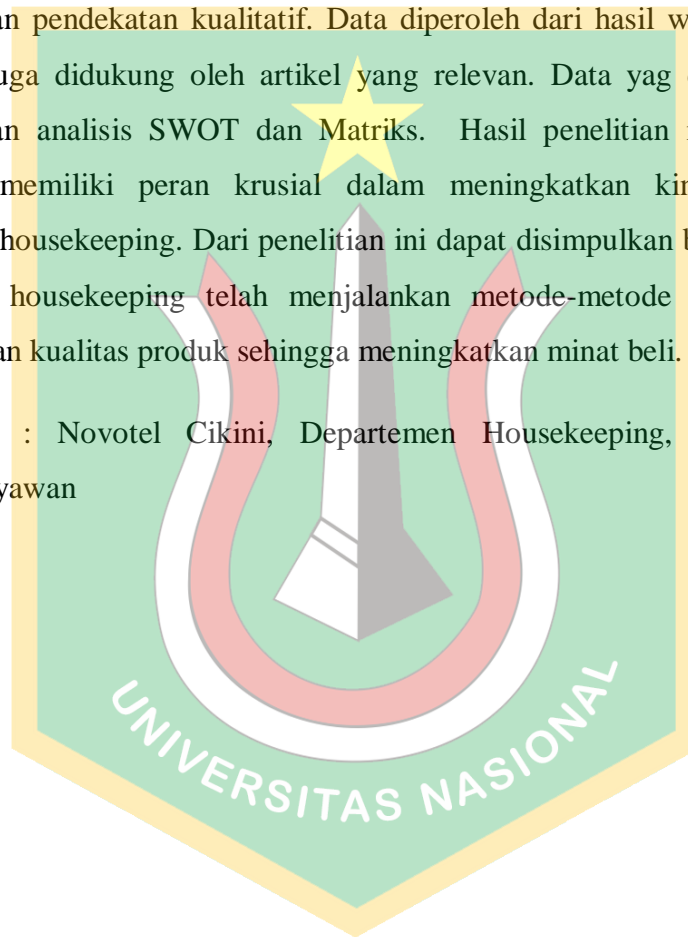 an pendekatan kualitatif. Data diperoleh dari hasil w
uga didukung oleh artikel yang relevan. Data yag
an analisis SWOT dan Matriks. Hasil penelitian
memiliki peran krusial dalam meningkatkan kin
housekeeping. Dari penelitian ini dapat disimpulkan b
housekeeping telah menjalankan metode-metode
an kualitas produk sehingga meningkatkan minat beli.
: Novotel Cikini, Departemen Housekeeping,
yawan
UNIVERSITAS NASIONAL